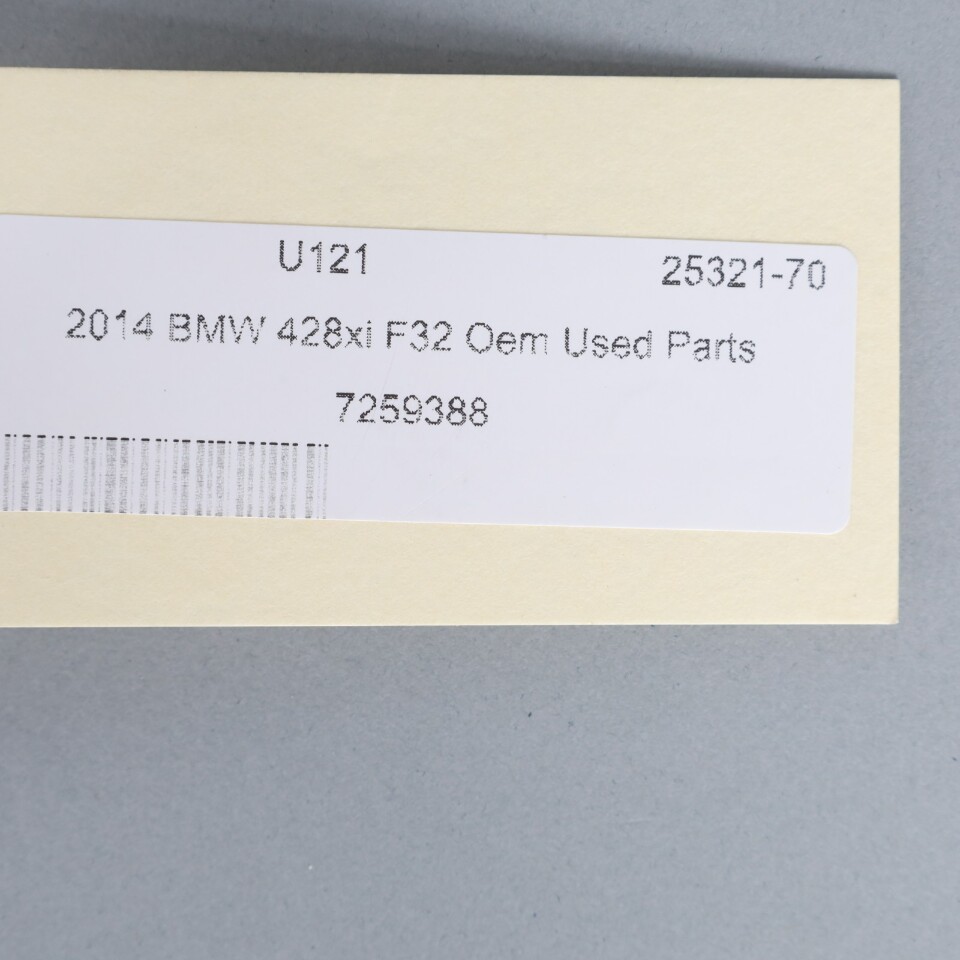 U121 25321-70
2014 BMW 428xi F32 Oem Used Parts
7259388